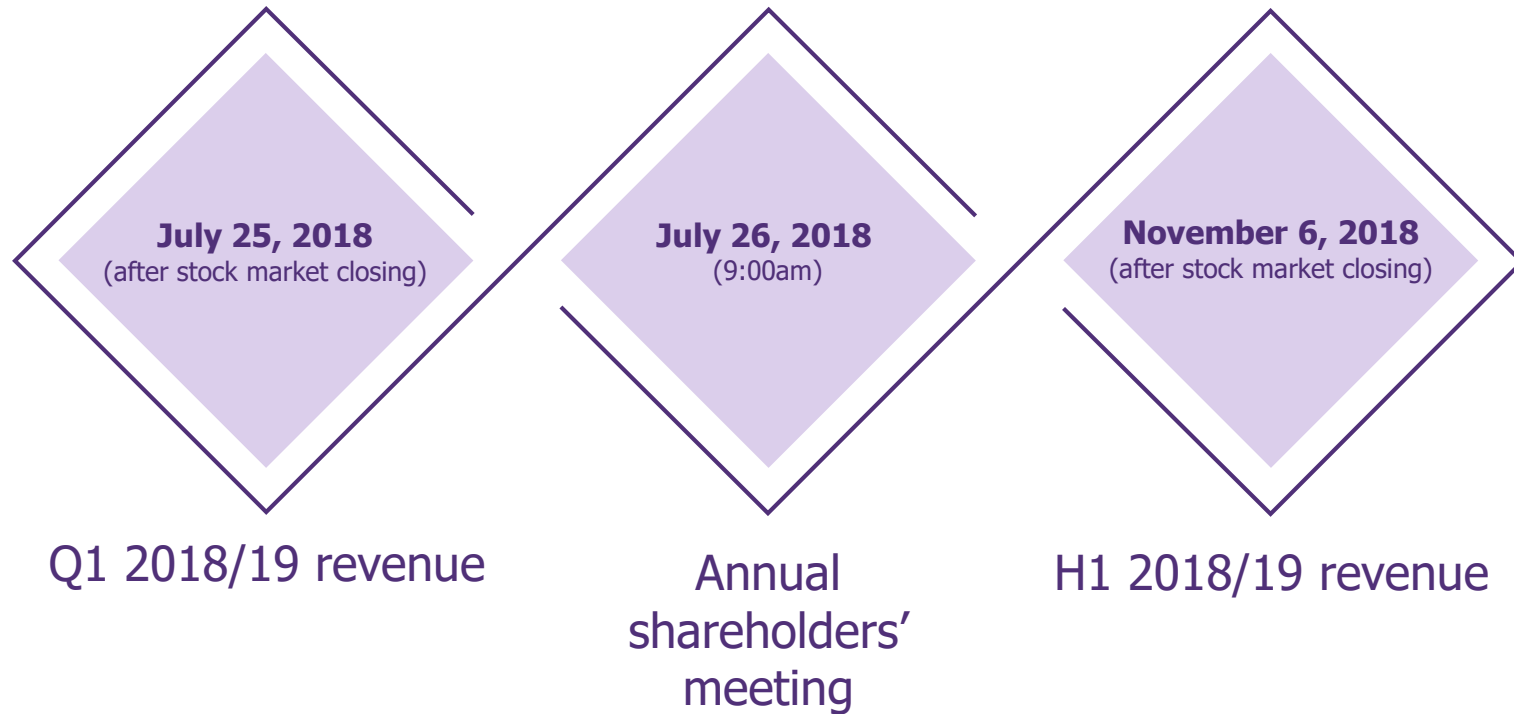 July 25, 2018
(after stock market closing)
Q1 2018/19 revenue
July 26, 2018
(9:00am)
Annual
shareholders’
meeting
November 6, 2018
(after stock market closing)
H1 2018/19 revenue